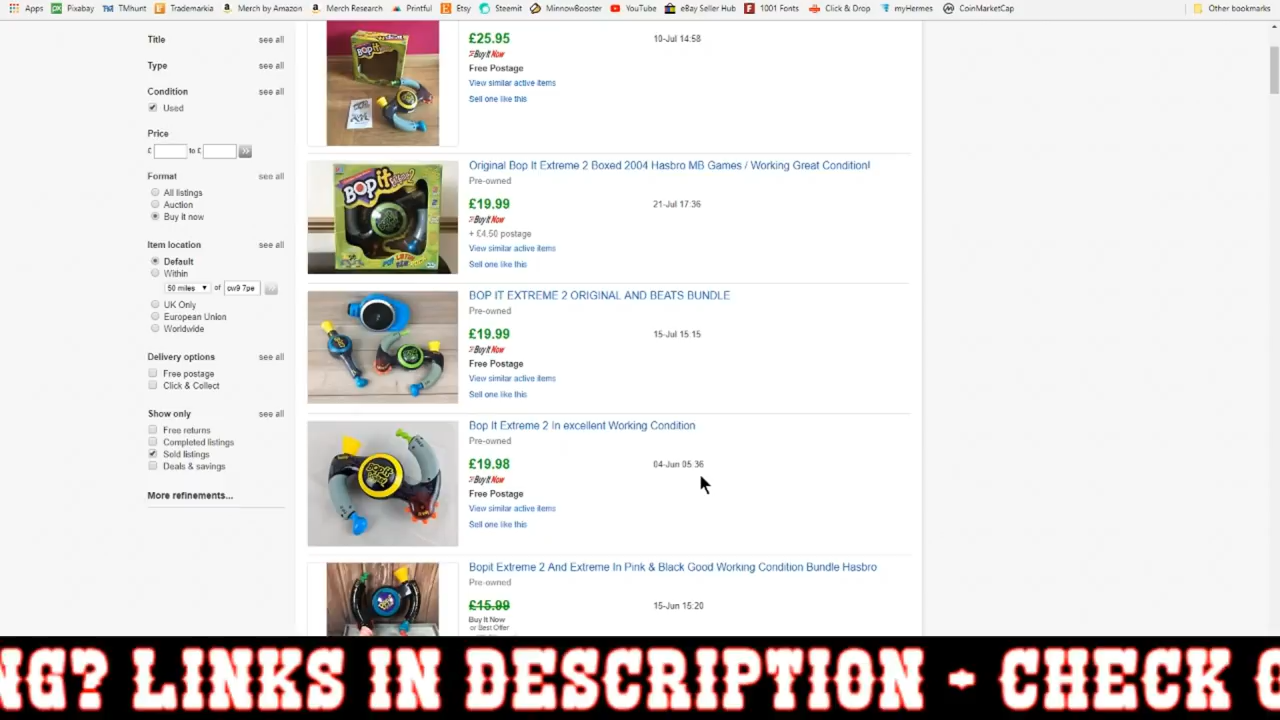 Apps Pixabay TMhunt Trademarkia Merch by Amazon Merch Research Printful Etsy Steemit MinnowBooster YouTube eBay Seller Hub 1001 Fonts Click & Drop myHermes CoinMarketCap Other bookmarks
Title see all
Type see all
Condition see all
Used
Price
£ to £
Format see all
All listings
Auction
Buy it now
Item location see all
Default
Within
50 miles of cw9 7pe
UK Only
European Union
Worldwide
Delivery options see all
Free postage
Click & Collect
Show only see all
Free returns
Completed listings
Sold listings
Deals & savings
More refinements...
£25.95 10-Jul 14:58
Buy It Now
Free Postage
View similar active items
Sell one like this
Bop it
Original Bop It Extreme 2 Boxed 2004 Hasbro MB Games / Working Great Condition!
Pre-owned
£19.99 21-Jul 17:36
Buy It Now
+ £4.50 postage
View similar active items
Sell one like this
Bop it
BOP IT EXTREME 2 ORIGINAL AND BEATS BUNDLE
Pre-owned
£19.99 15-Jul 15:15
Buy It Now
Free Postage
View similar active items
Sell one like this
Bop It Extreme 2 In excellent Working Condition
Pre-owned
£19.98 04-Jun 05:36
Buy It Now
Free Postage
View similar active items
Sell one like this
Bop it
Bopit Extreme 2 And Extreme In Pink & Black Good Working Condition Bundle Hasbro
Pre-owned
£15.99 15-Jun 15:20
Buy It Now
or Best Offer
NG? LINKS IN DESCRIPTION - CHECK